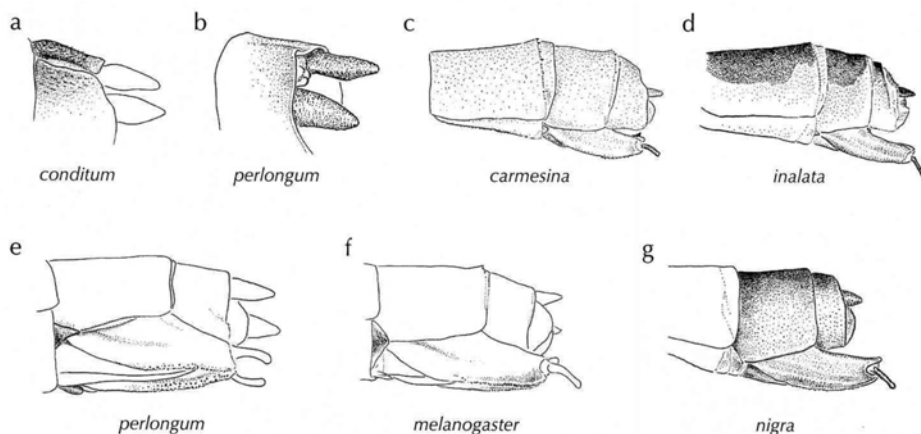 a b c d
conditum perlongum carmesina inalata
e f g
perlongum melanogaster nigra